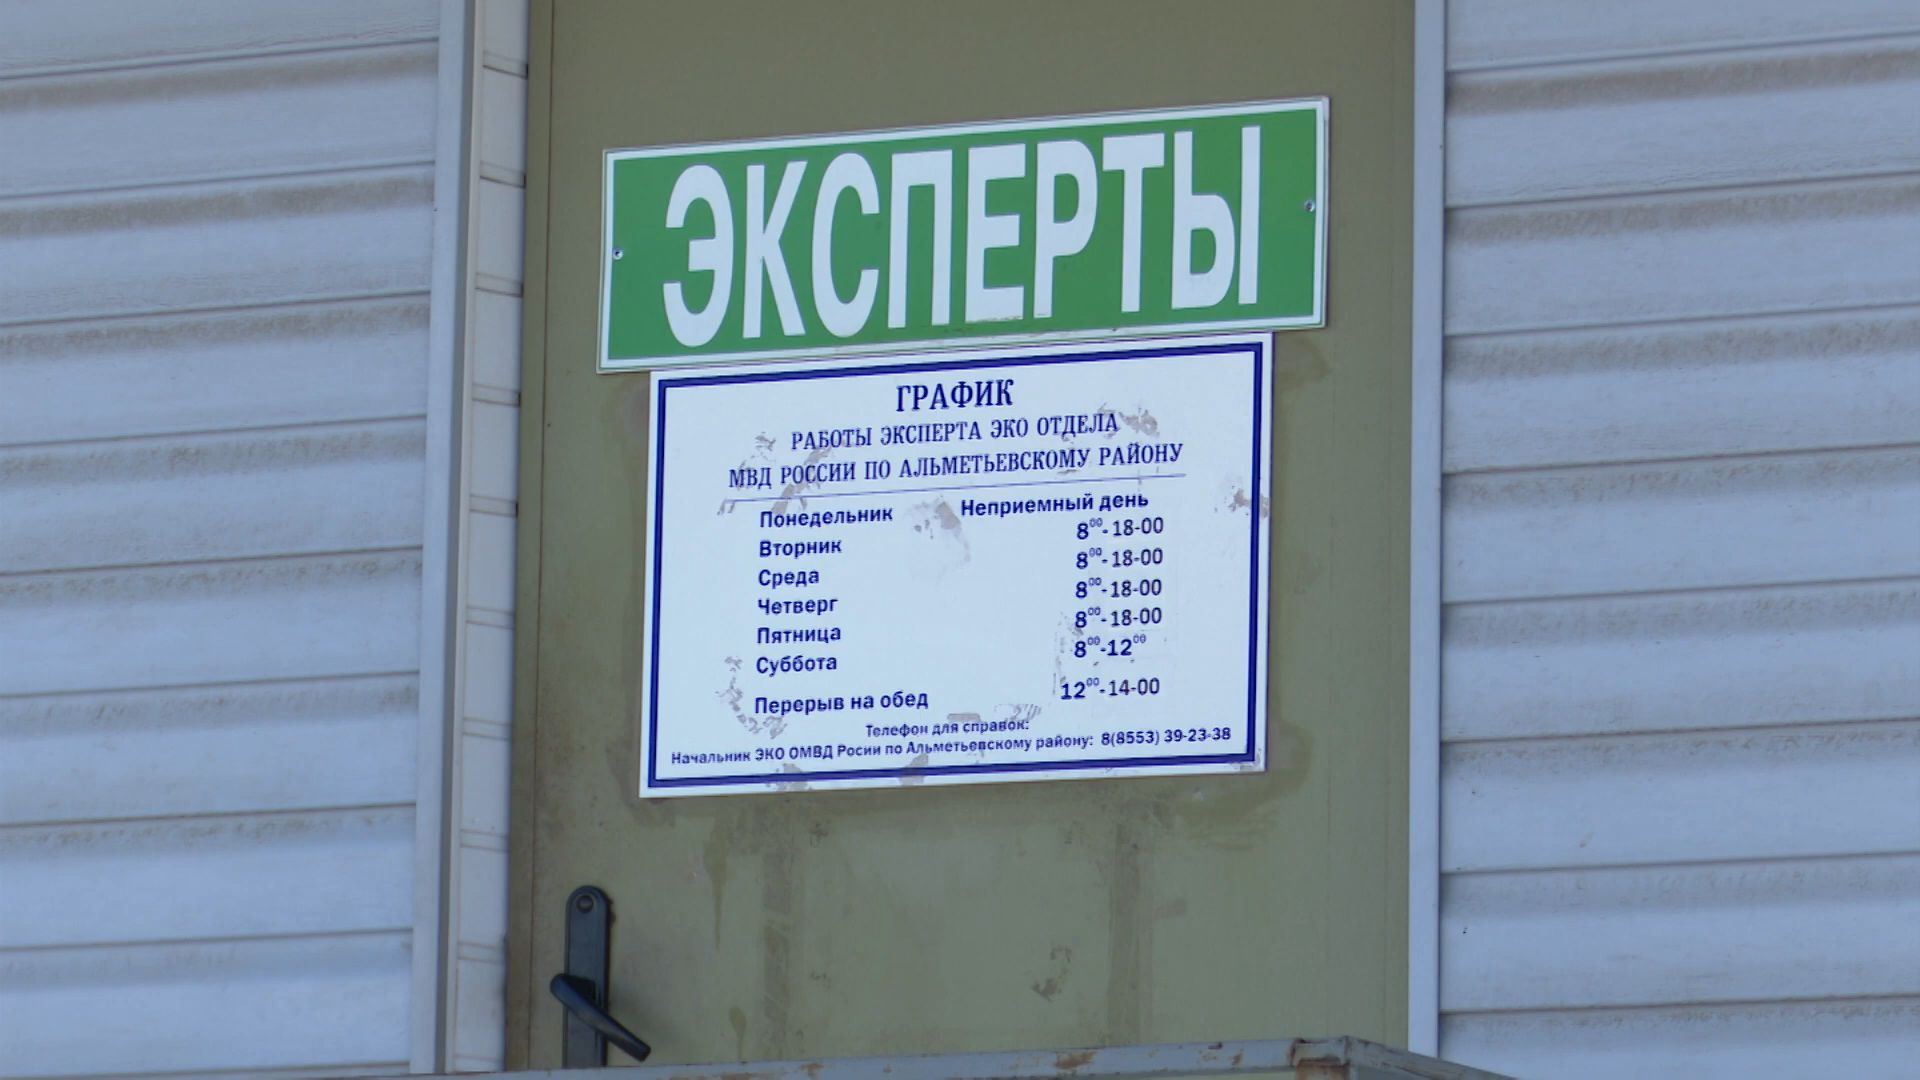 ЭКСПЕРТЫ
ГРАФИК
РАБОТЫ ЭКСПЕРТА ЭКО ОТДЕЛА
МВД РОССИИ ПО АЛЬМЕТЬЕВСКОМУ РАЙОНУ
Понедельник Неприемный день
Вторник 8⁰⁰-18-00
Среда 8⁰⁰-18-00
Четверг 8⁰⁰-18-00
Пятница 8⁰⁰-18-00
Суббота 8⁰⁰-12⁰⁰
Перерыв на обед 12⁰⁰-14-00
Телефон для справок:
Начальник ЭКО ОМВД Росии по Альметьевскому району: 8(8553) 39-23-38